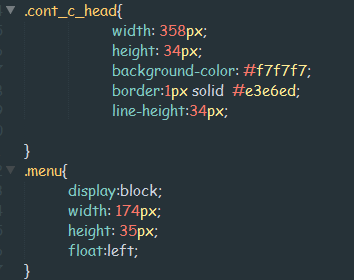 .cont_c_head{
width: 358px;
height: 34px;
background-color: #f7f7f7;
border:1px solid #e3e6ed;
line-height:34px;
}
.menu{
display:block;
width: 174px;
height: 35px;
float:left;
}